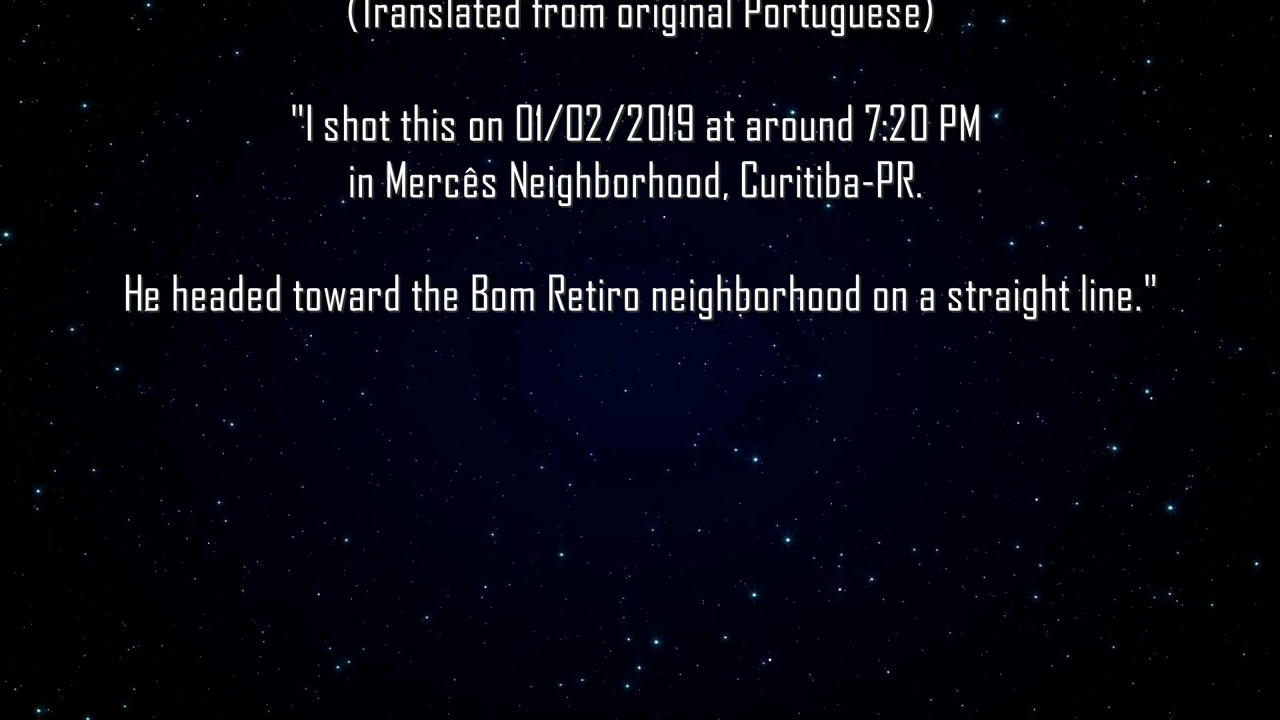 (Translated from original Portuguese)
"I shot this on 01/02/2019 at around 7:20 PM
in Mercês Neighborhood, Curitiba-PR.
He headed toward the Bom Retiro neighborhood on a straight line."